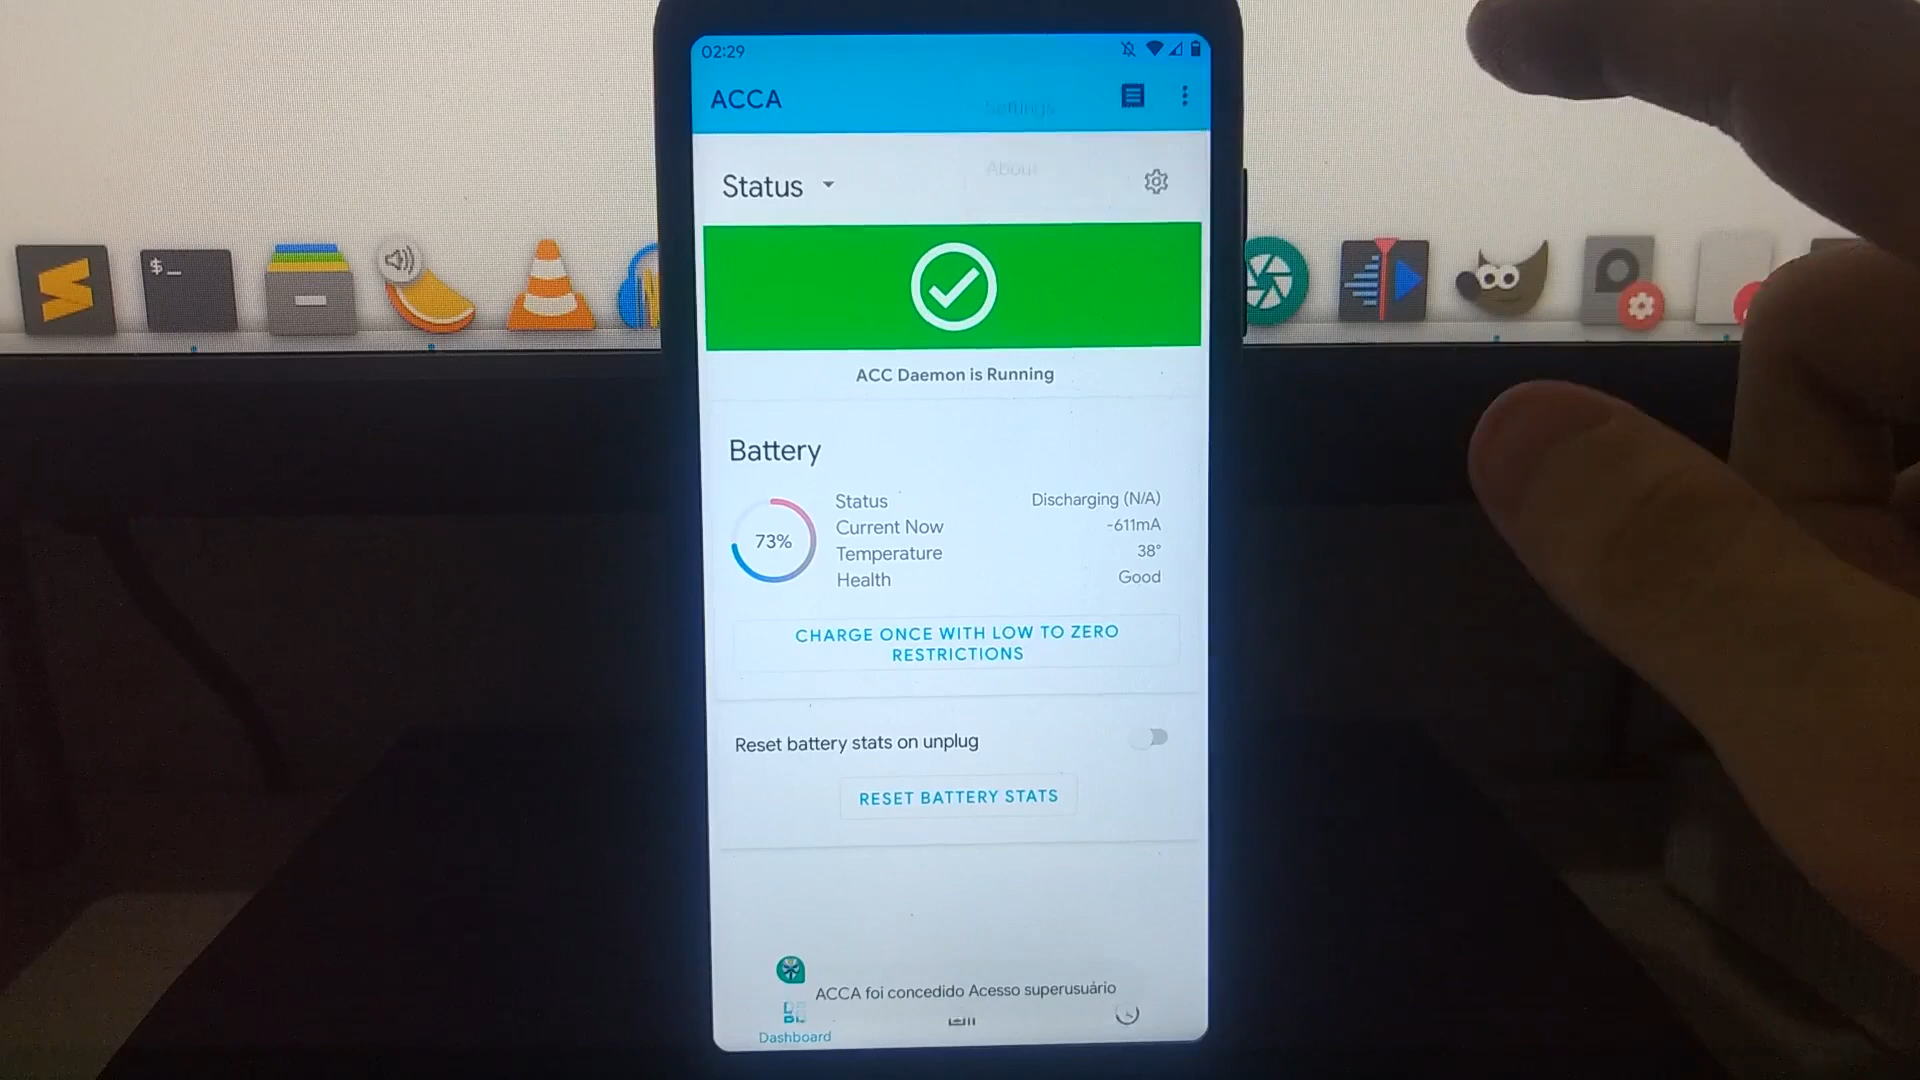 02:29
ACCA
Settings
About
Status
ACC Daemon is Running
Battery
73%
Status Discharging (N/A)
Current Now -611mA
Temperature 38°
Health Good
CHARGE ONCE WITH LOW TO ZERO
RESTRICTIONS
Reset battery stats on unplug
RESET BATTERY STATS
ACCA foi concedido Acesso superusuário
Dashboard
$_